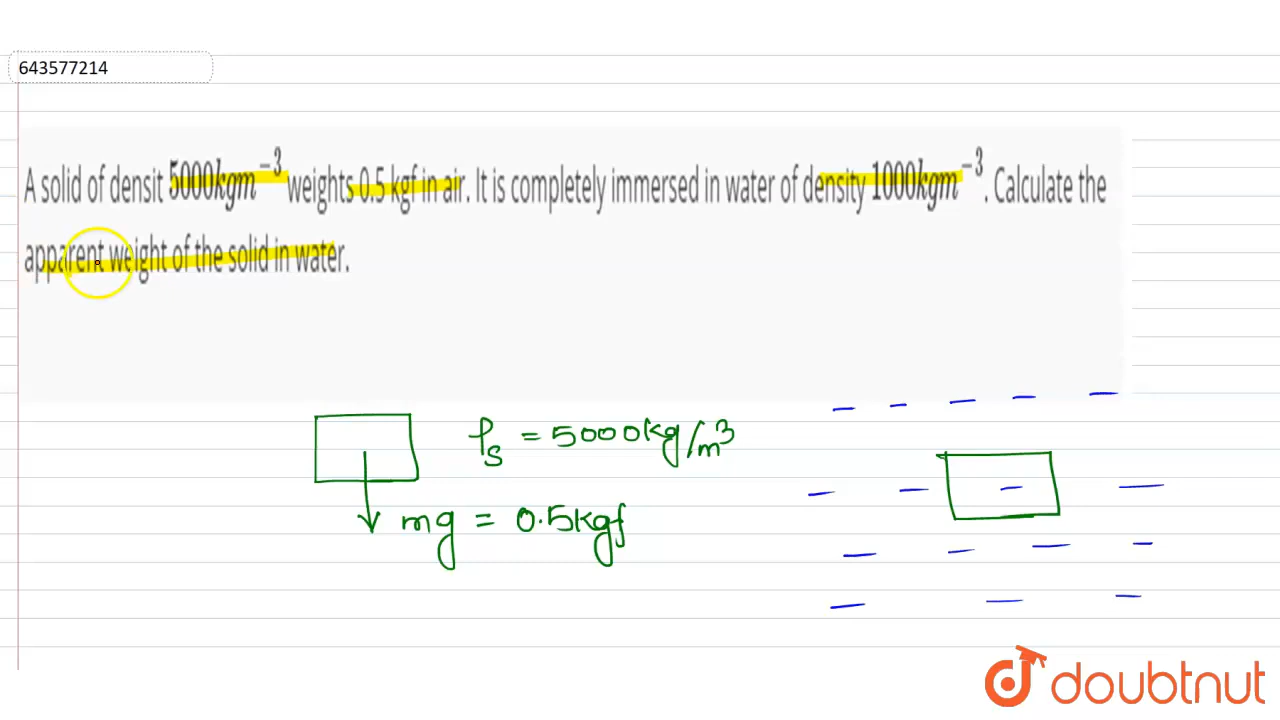 643577214
A solid of densit 5000kgm⁻³ weights 0.5 kgf in air. It is completely immersed in water of density 1000kgm⁻³. Calculate the
apparent weight of the solid in water.
ρs = 5000kg/m³
mg = 0.5kgf
doubtnut